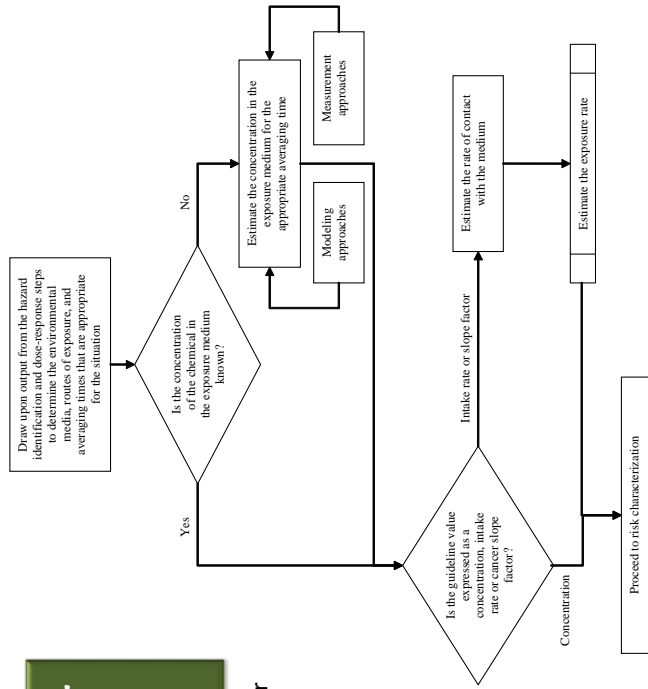 Draw upon output from the hazard
identification and dose-response steps
to determine the environmental
media, routes of exposure, and
averaging times that are appropriate
for the situation
Is the concentration
of the chemical in
the exposure medium
known?
Yes
No
Estimate the concentration in the
exposure medium for the
appropriate averaging time
Modeling
approaches
Measurement
approaches
Is the guideline value
expressed as a
concentration, intake
rate or cancer slope
factor?
Intake rate or slope factor
Estimate the rate of contact
with the medium
Concentration
Estimate the exposure rate
Proceed to risk characterization
r